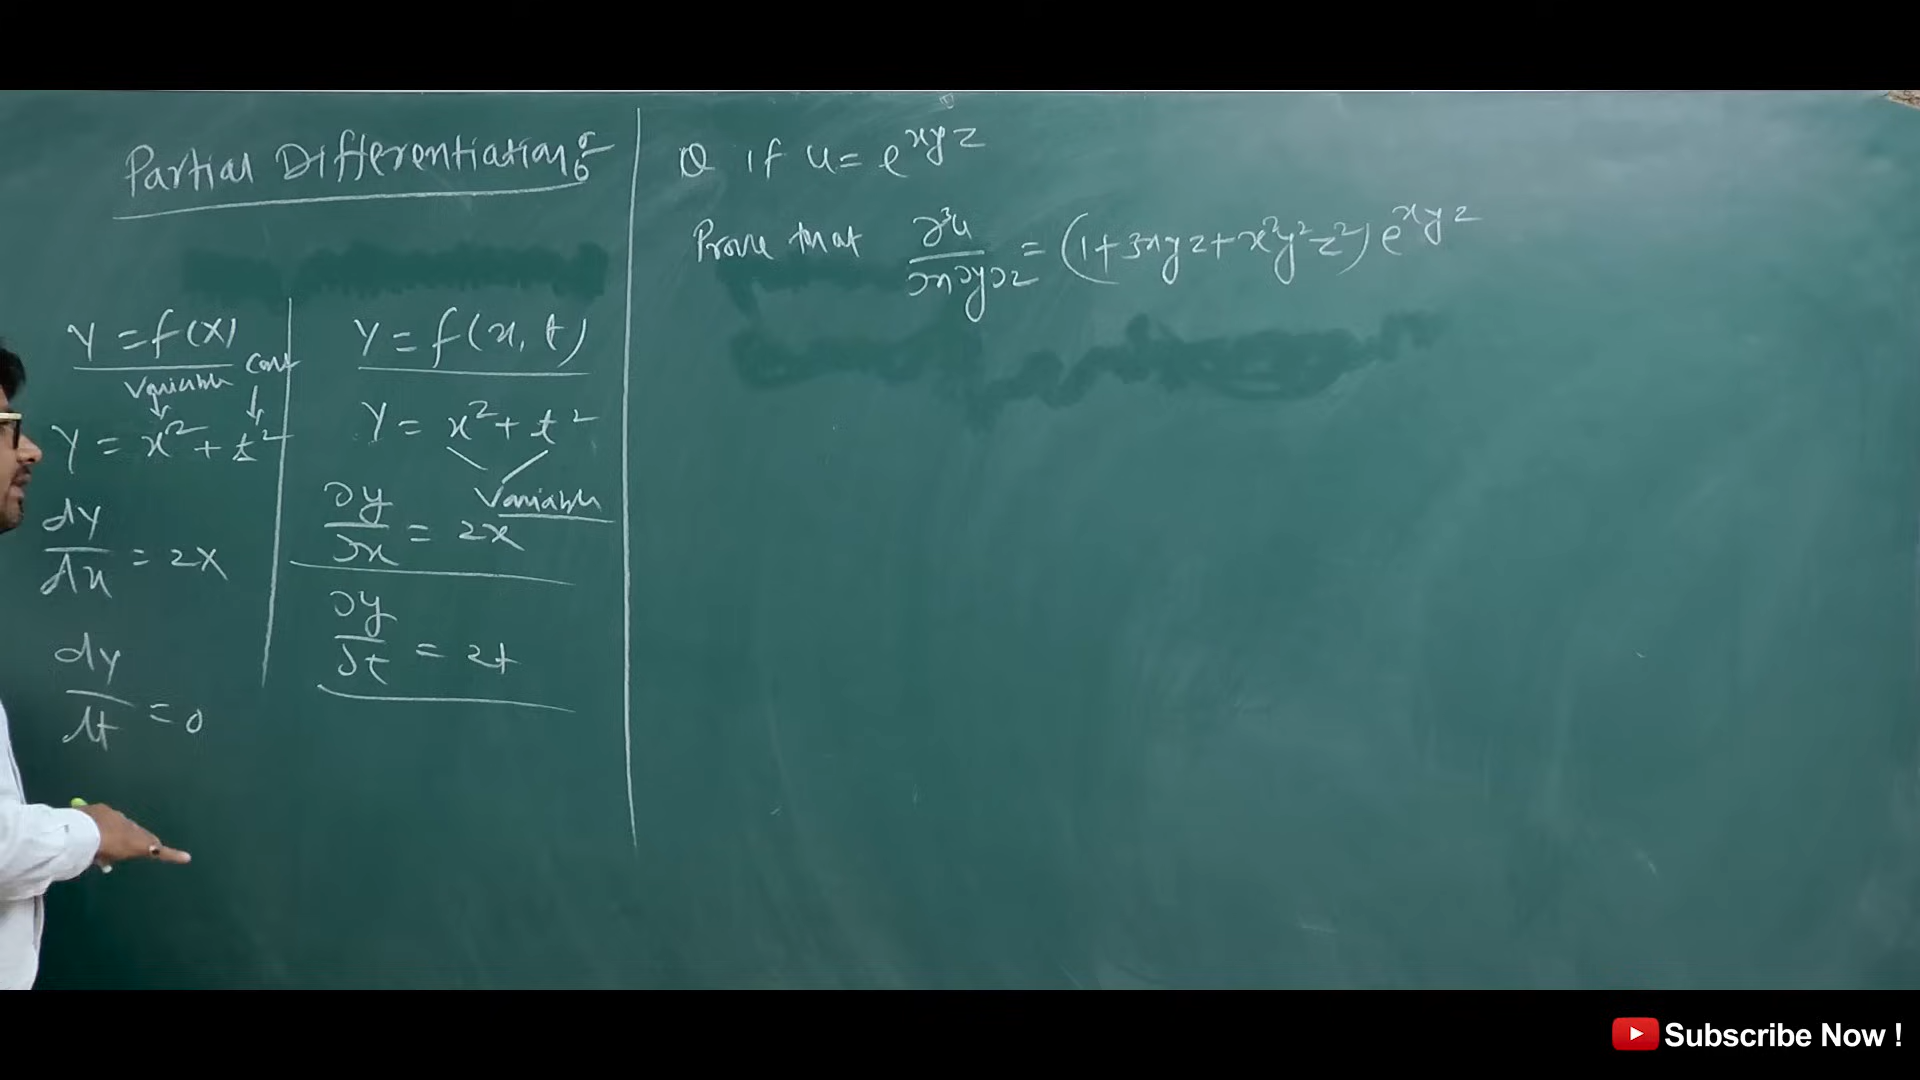 Partial Differentiation
Y = f(X)
Variable
Y = x² + t²
dy/dx = 2x
dy/dt = 0
Y = f(x, t)
Y = x² + t²
Variable
∂y/∂x = 2x
∂y/∂t = 2t
Q if u = e^xyz
Prove that ∂³u/∂x∂y∂z = (1+3xyz+x²y²z²) e^xyz
Subscribe Now !